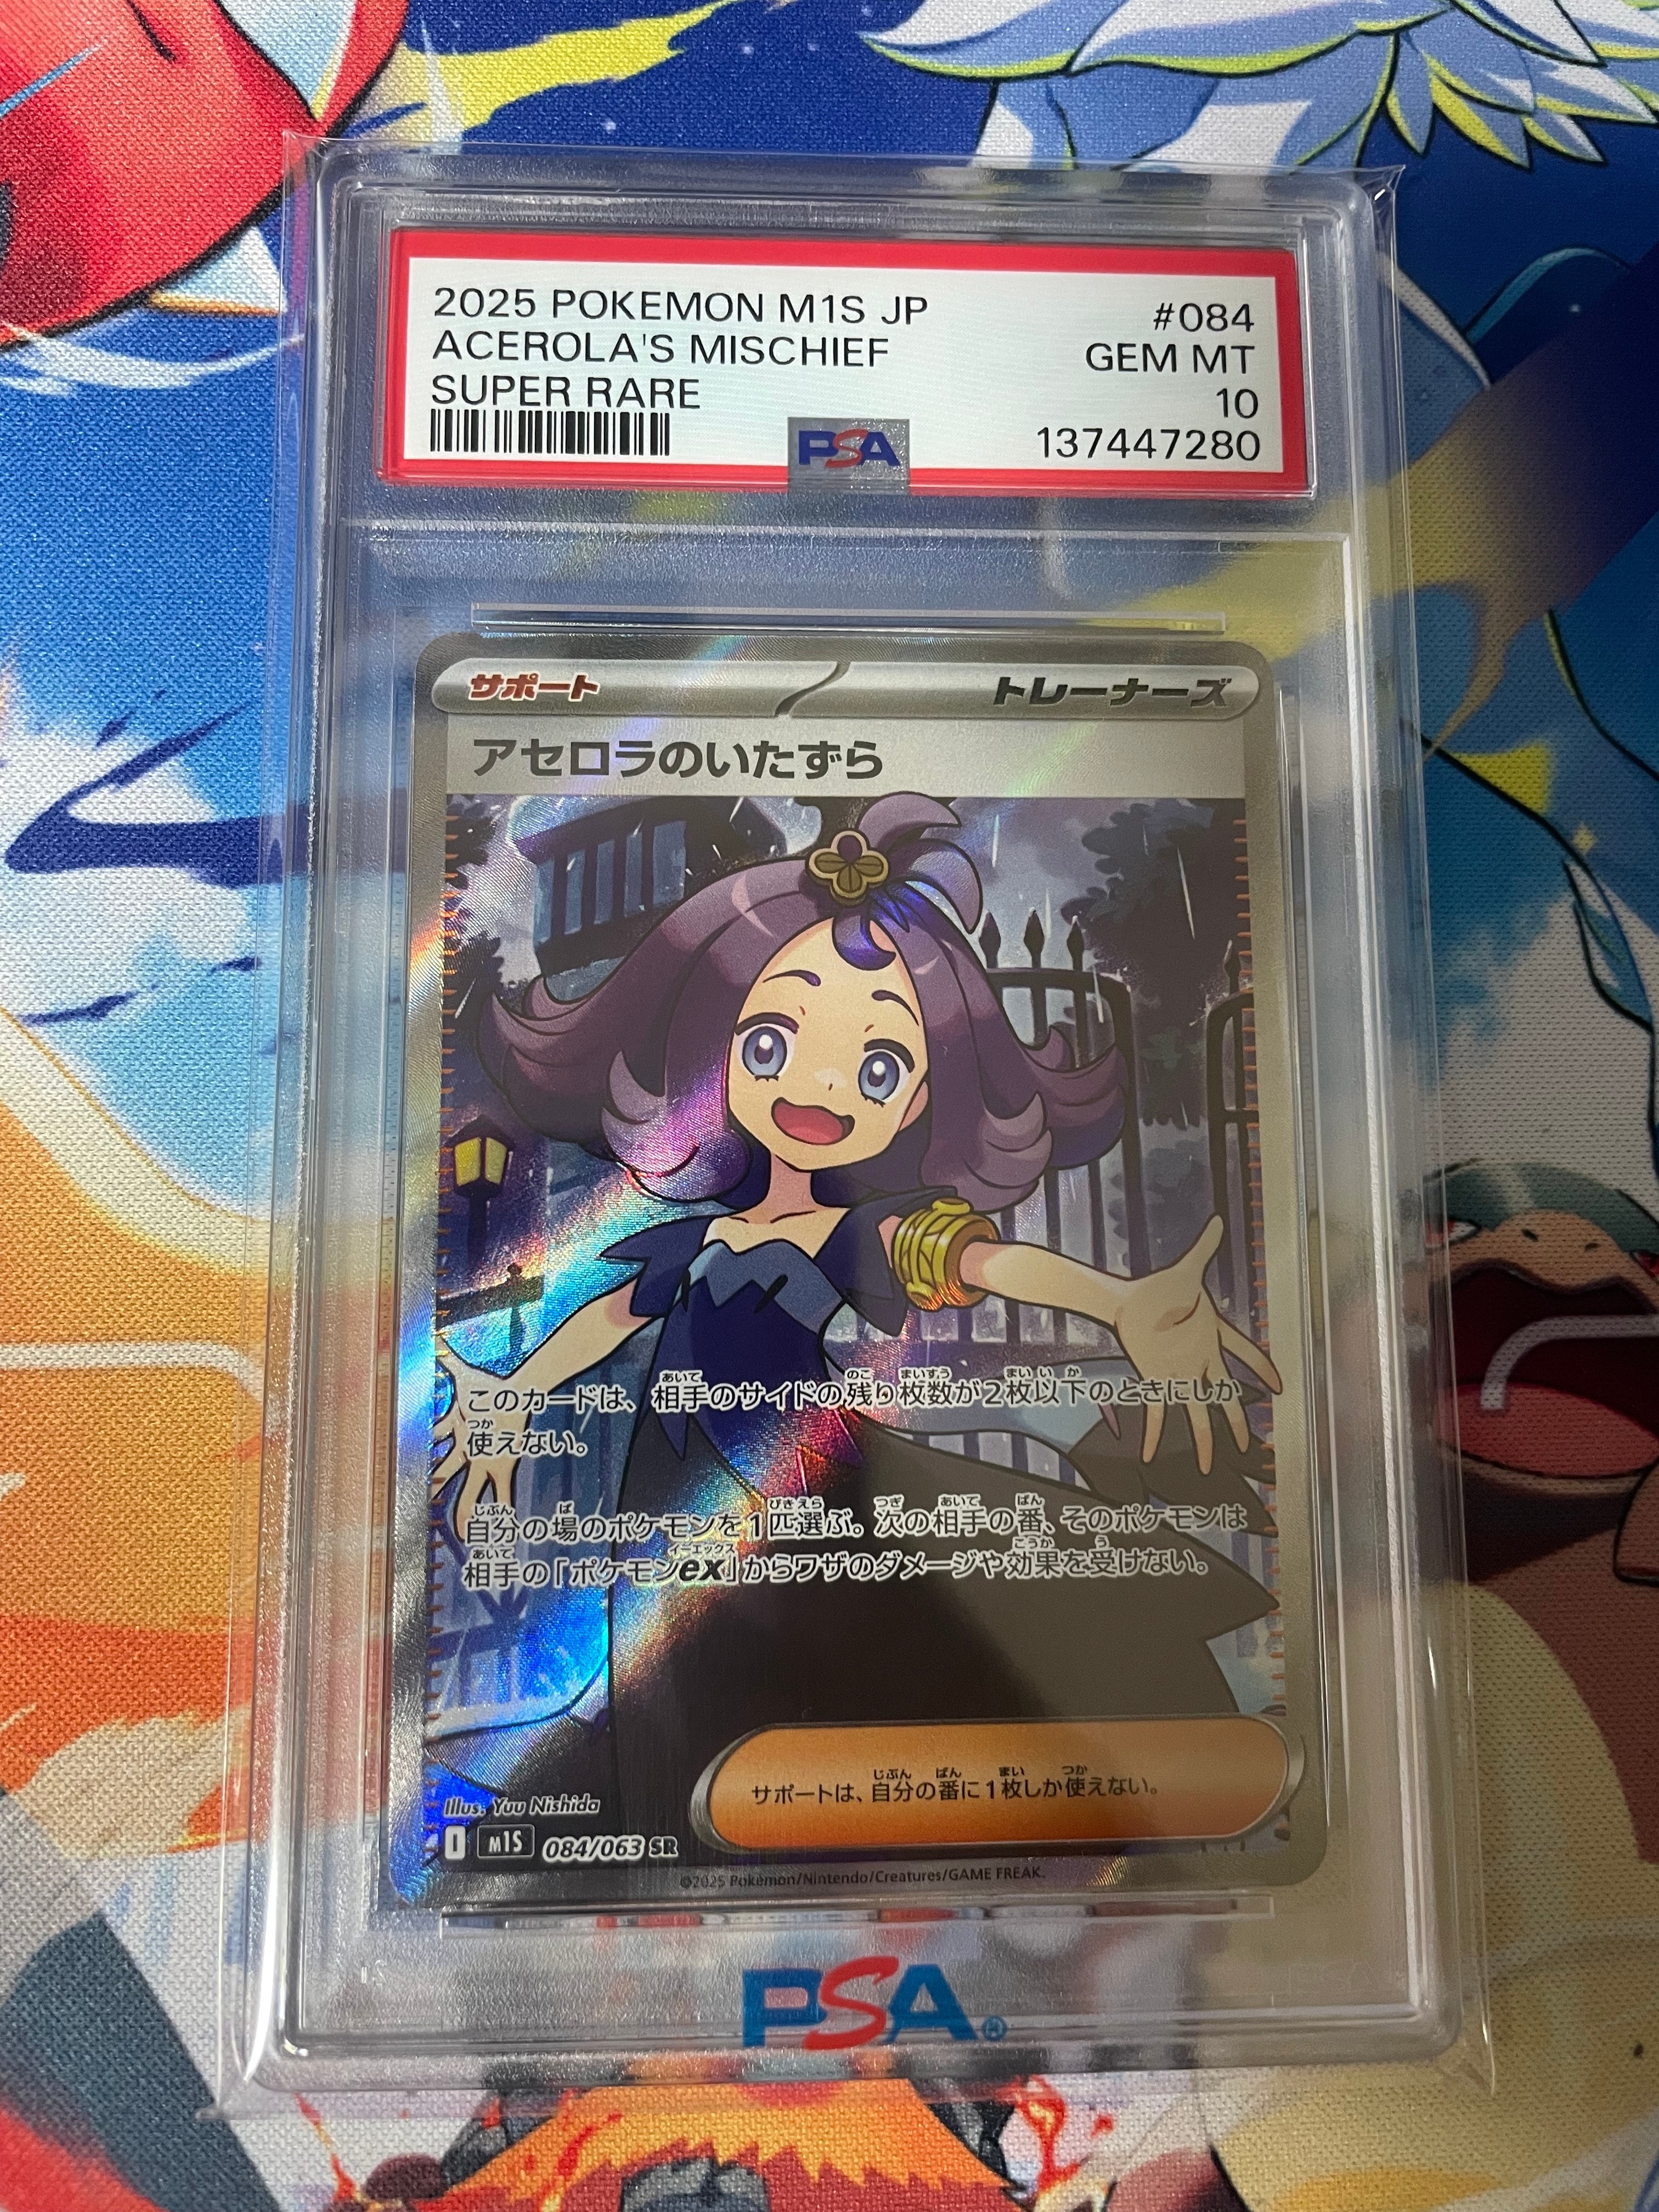 2025 POKEMON M1S JP #084
ACEROLA'S MISCHIEF GEM MT
SUPER RARE 10
137447280
PSA
サポート トレーナーズ
アセロラのいたずら
このカードは、相手のサイドの残り枚数が2枚以下のときにしか
使えない。
自分の場のポケモンを1匹選ぶ。次の相手の番、そのポケモンは
相手の「ポケモンex」からワザのダメージや効果を受けない。
サポートは、自分の番に1枚しか使えない。
Illus. Yuu Nishida
I M1S 084/063 SR
©2025 Pokémon/Nintendo/Creatures/GAME FREAK.
PSA®